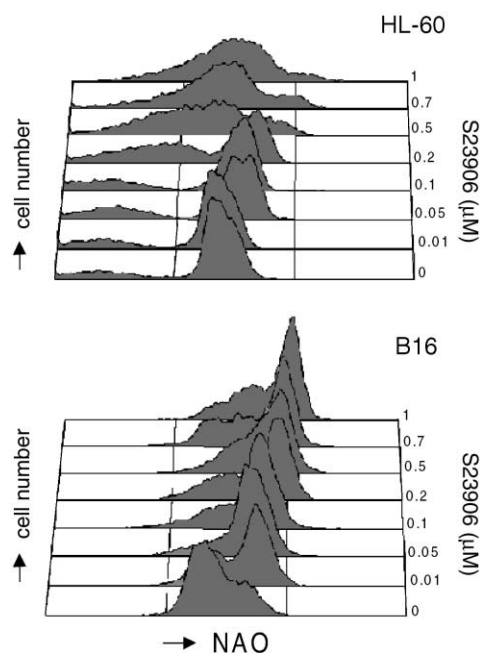 HL-60
1
0.7
0.5
0.2
0.1
0.05
0.01
0
→ cell number
S23906 (μM)
B16
1
0.7
0.5
0.2
0.1
0.05
0.01
0
→ cell number
S23906 (μM)
→ NAO